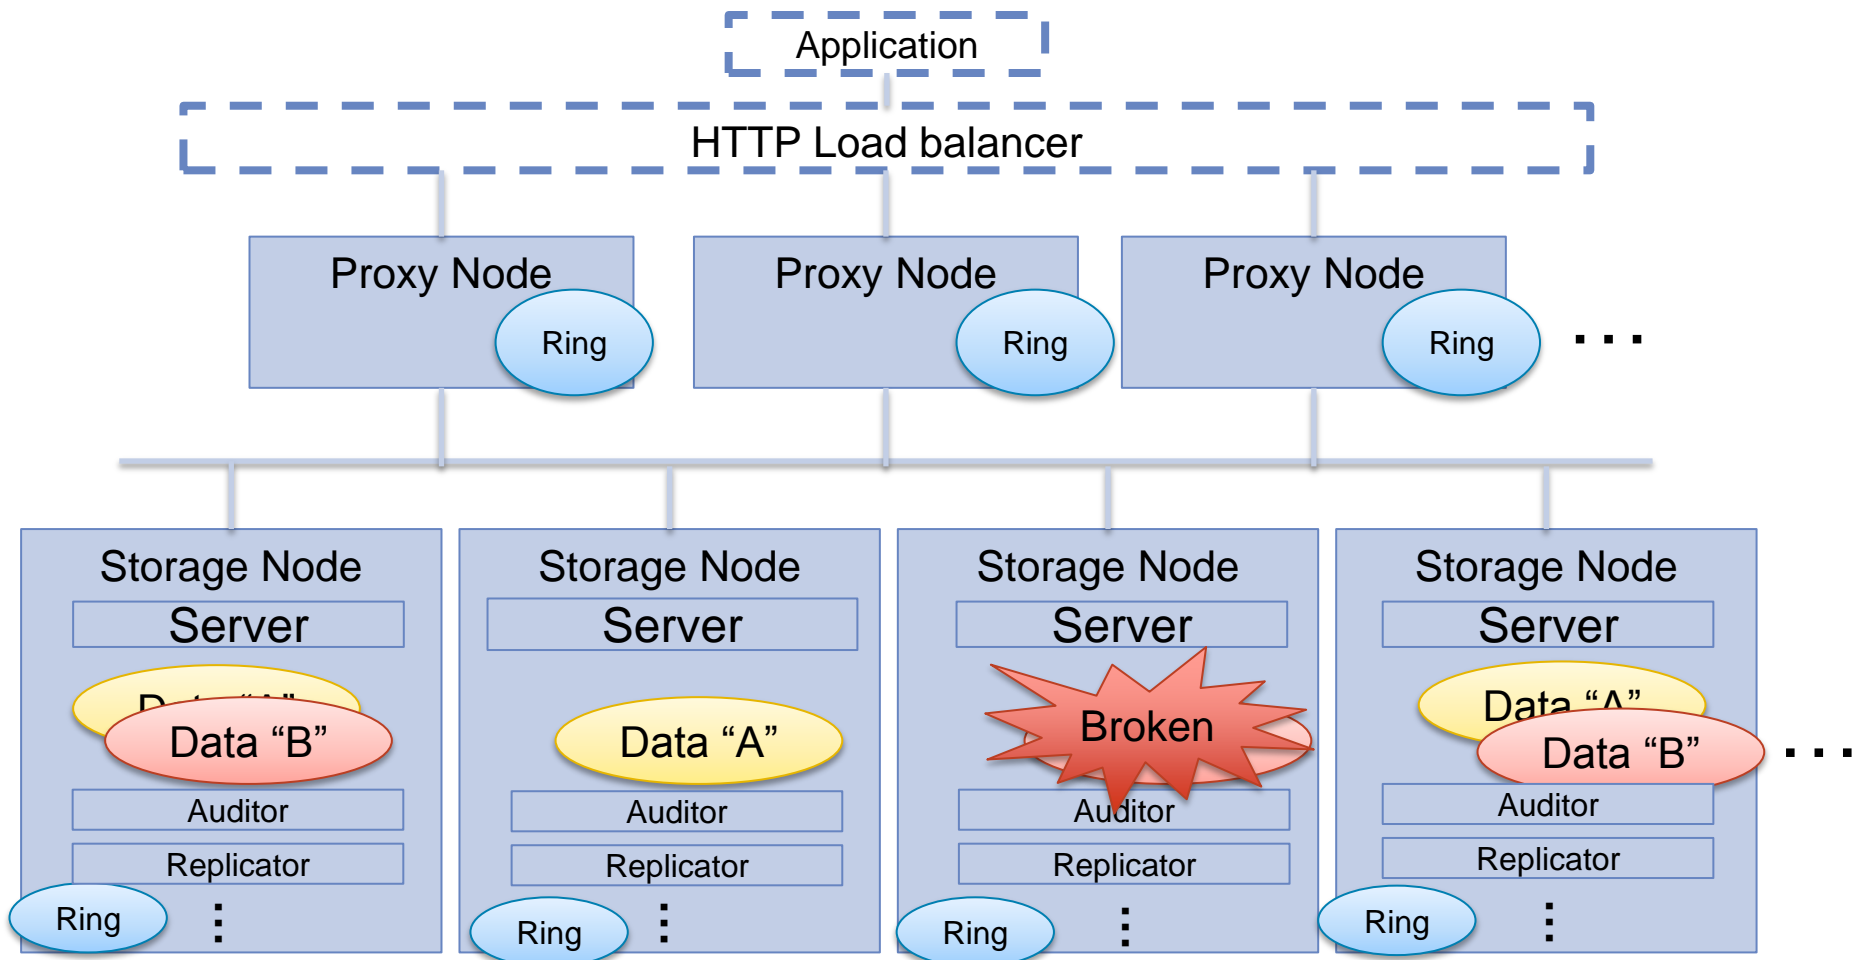 Application
HTTP Load balancer
Proxy Node
Proxy Node
Proxy Node
Ring
Ring
Ring
...
Storage Node
Storage Node
Storage Node
Storage Node
Server
Server
Server
Server
Data “A”
Data “B”
Data “A”
Broken
Data “A”
Data “B”
...
Auditor
Auditor
Auditor
Auditor
Replicator
Replicator
Replicator
Replicator
Ring
Ring
Ring
Ring